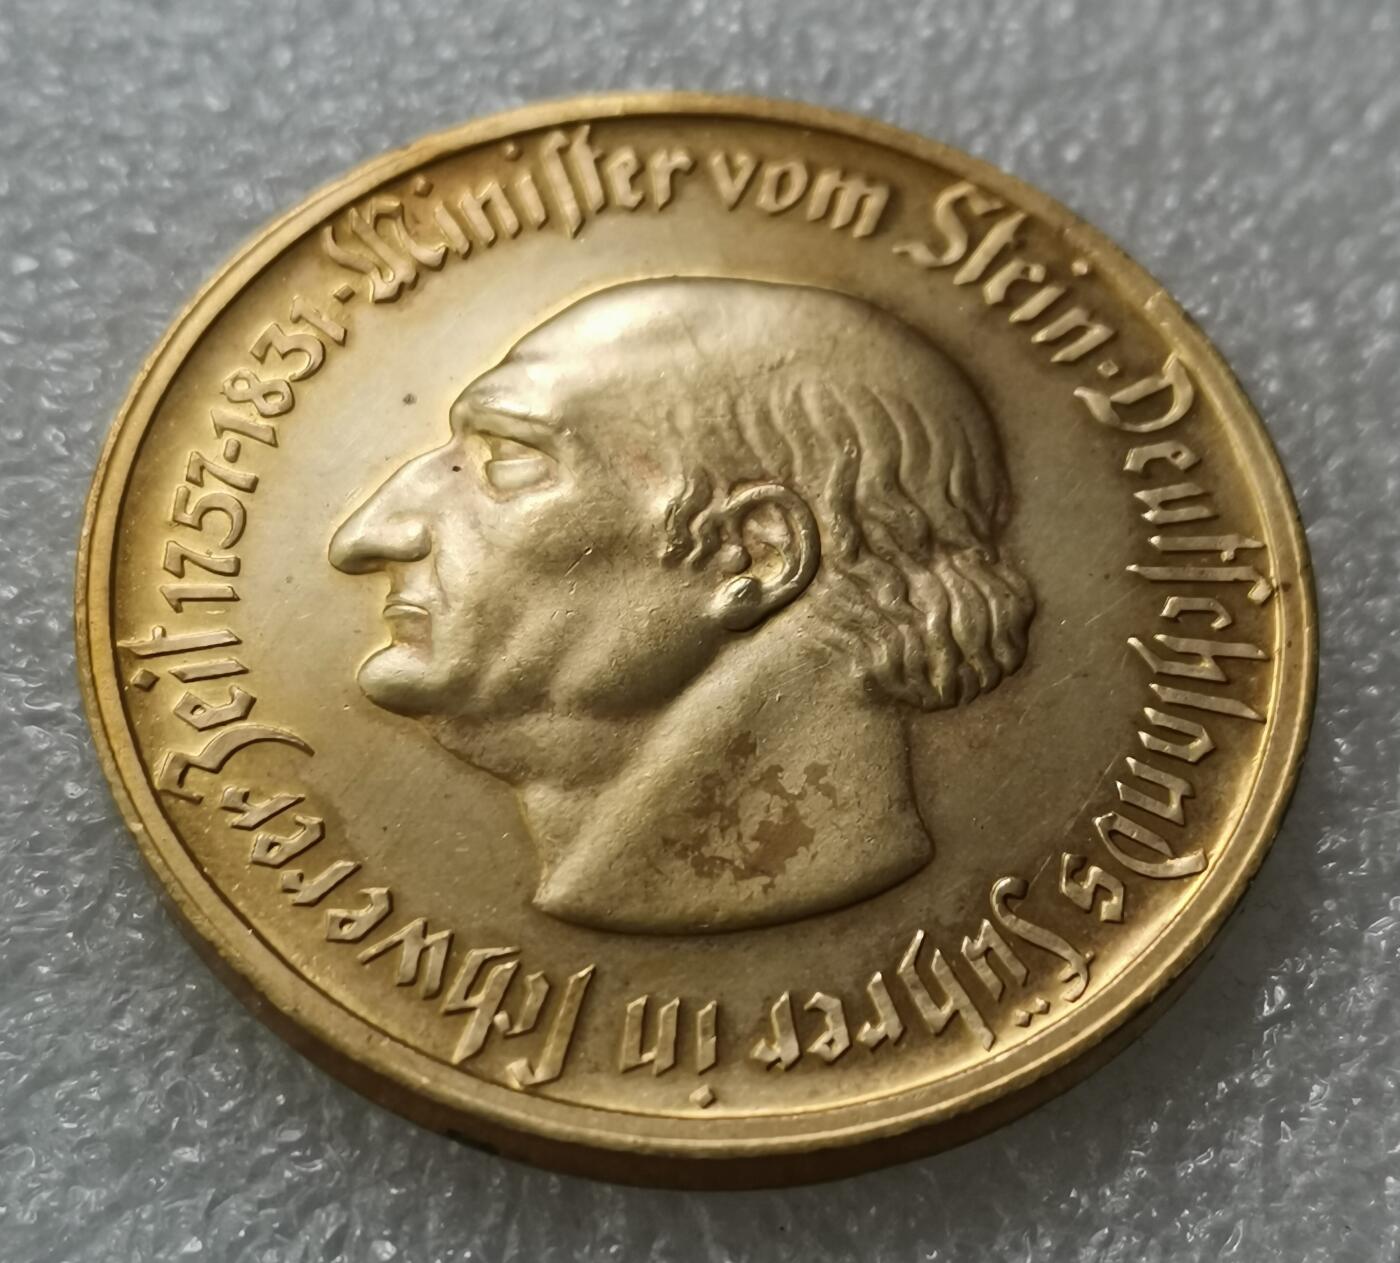 Minister vom Stein · Deutschlands Führer in schwerer Zeit 1757-1831 ·